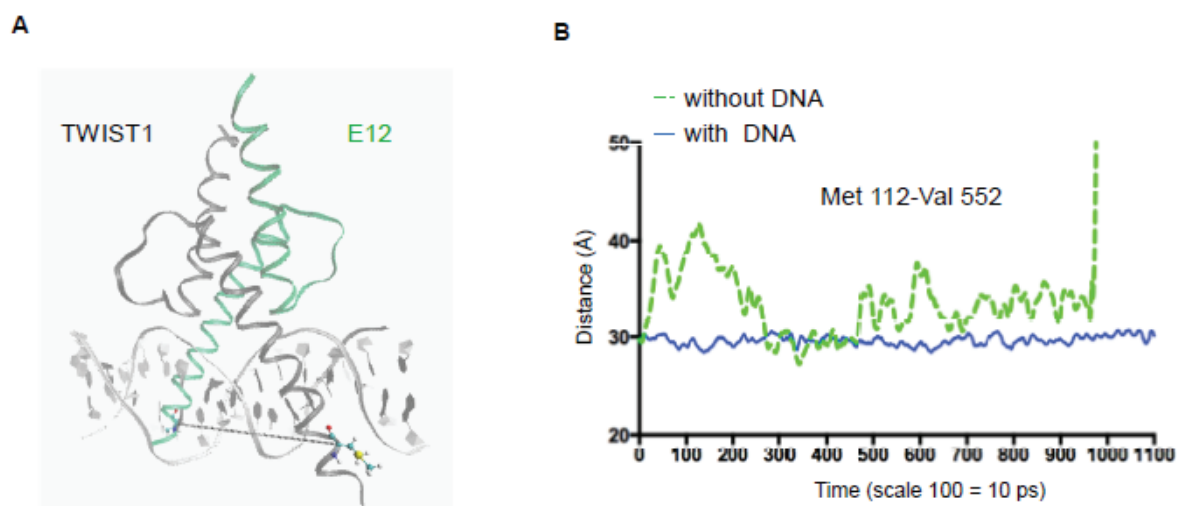 A
TWIST1 E12
B
without DNA
with DNA
Met 112-Val 552
Distance (Å)
50
40
30
20
0 100 200 300 400 500 600 700 800 900 1000 1100
Time (scale 100 = 10 ps)